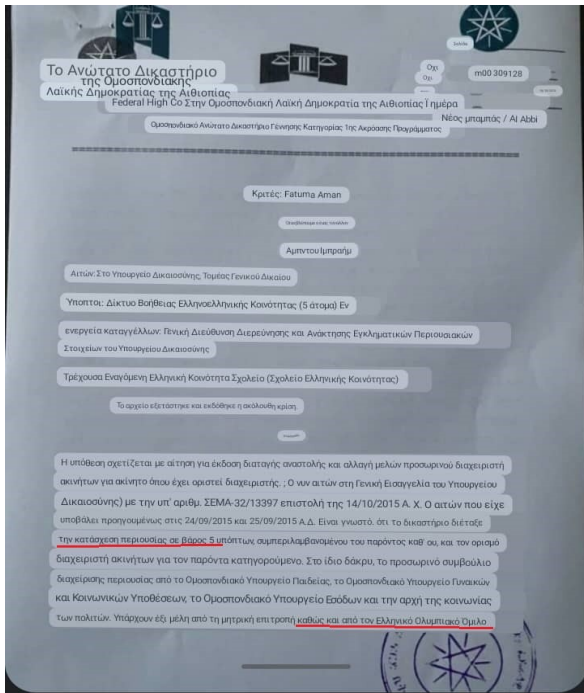 Το Ανώτατο Δικαστήριο
της Ομοσπονδιακής
Λαϊκής Δημοκρατίας της Αιθιοπίας
Οχι
Οχι
m00 309128
Federal High Co Στην Ομοσπονδιακή Λαϊκή Δημοκρατία της Αιθιοπίας Ϊ ημέρα
Νέος μπαμπάς / Al Abbi
Ομοσπονδιακό Ανώτατο Δικαστήριο Γέννησης Κατηγορίας 1ης Ακρόασης Προγράμματος
Κριτές: Fatuma Aman
Αμπντου Ιμπραήμ
Αιτών: Στο Υπουργείο Δικαιοσύνης, Τομέας Γενικού Δικαίου
Ύποπτοι: Δίκτυο Βοήθειας Ελληνοελληνικής Κοινότητας (5 άτομα) Εν
ενεργεία καταγγέλλων: Γενική Διεύθυνση Διερεύνησης και Ανάκτησης Εγκληματικών Περιουσιακών
Στοιχείων του Υπουργείου Δικαιοσύνης
Τρέχουσα Εναγόμενη Ελληνική Κοινότητα Σχολείο (Σχολείο Ελληνικής Κοινότητας)
Το αρχείο εξετάστηκε και εκδόθηκε η ακόλουθη κρίση.
Η υπόθεση σχετίζεται με αίτηση για έκδοση διαταγής αναστολής και αλλαγή μελών προσωρινού διαχειριστή
ακινήτων για ακίνητο όπου έχει οριστεί διαχειριστής. ; Ο νυν αιτών στη Γενική Εισαγγελία του Υπουργείου
Δικαιοσύνης) με την υπ' αριθμ. ΣΕΜΑ-32/13397 επιστολή της 14/10/2015 Α. Χ. Ο αιτών που είχε
υποβάλει προηγουμένως στις 24/09/2015 και 25/09/2015 Α.Δ. Είναι γνωστό. ότι το δικαστήριο διέταξε
την κατάσχεση περιουσίας σε βάρος 5 υπόπτων, συμπεριλαμβανομένου του παρόντος καθ' ου, και τον ορισμό
διαχειριστή ακινήτων για τον παρόντα κατηγορούμενο. Στο ίδιο δάκρυ, το προσωρινό συμβούλιο
διαχείρισης περιουσίας από το Ομοσπονδιακό Υπουργείο Παιδείας, το Ομοσπονδιακό Υπουργείο Γυναικών
και Κοινωνικών Υποθέσεων, το Ομοσπονδιακό Υπουργείο Εσόδων και την αρχή της κοινωνίας
των πολιτών. Υπάρχουν έξι μέλη από τη μητρική επιτροπή καθώς και από τον Ελληνικό Ολυμπιακό Όμιλο